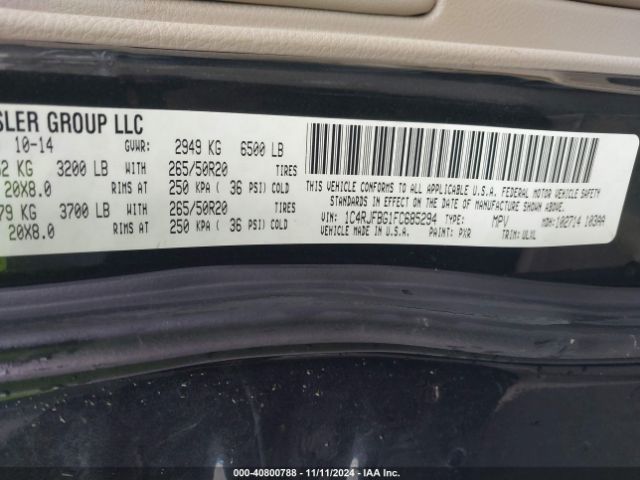 SLER GROUP LLC
10-14 GVWR: 2949 KG 6500 LB
KG 3200 LB WITH 265/50R20 TIRES
20X8.0 RIMS AT 250 KPA ( 36 PSI) COLD
79 KG 3700 LB WITH 265/50R20 TIRES
20X8.0 RIMS AT 250 KPA ( 36 PSI) COLD
THIS VEHICLE CONFORMS TO ALL APPLICABLE U.S.A. FEDERAL MOTOR VEHICLE SAFETY
STANDARDS IN EFFECT ON THE DATE OF MANUFACTURE SHOWN ABOVE.
VIN: 1C4RJFBG1FC685294 TYPE: MPV MDH:102714 103AA
VEHICLE MADE IN U.S.A. PAINT: PXR TRIM: ULXL
© - 40800788 - 11/11/2024 - IAA Inc.